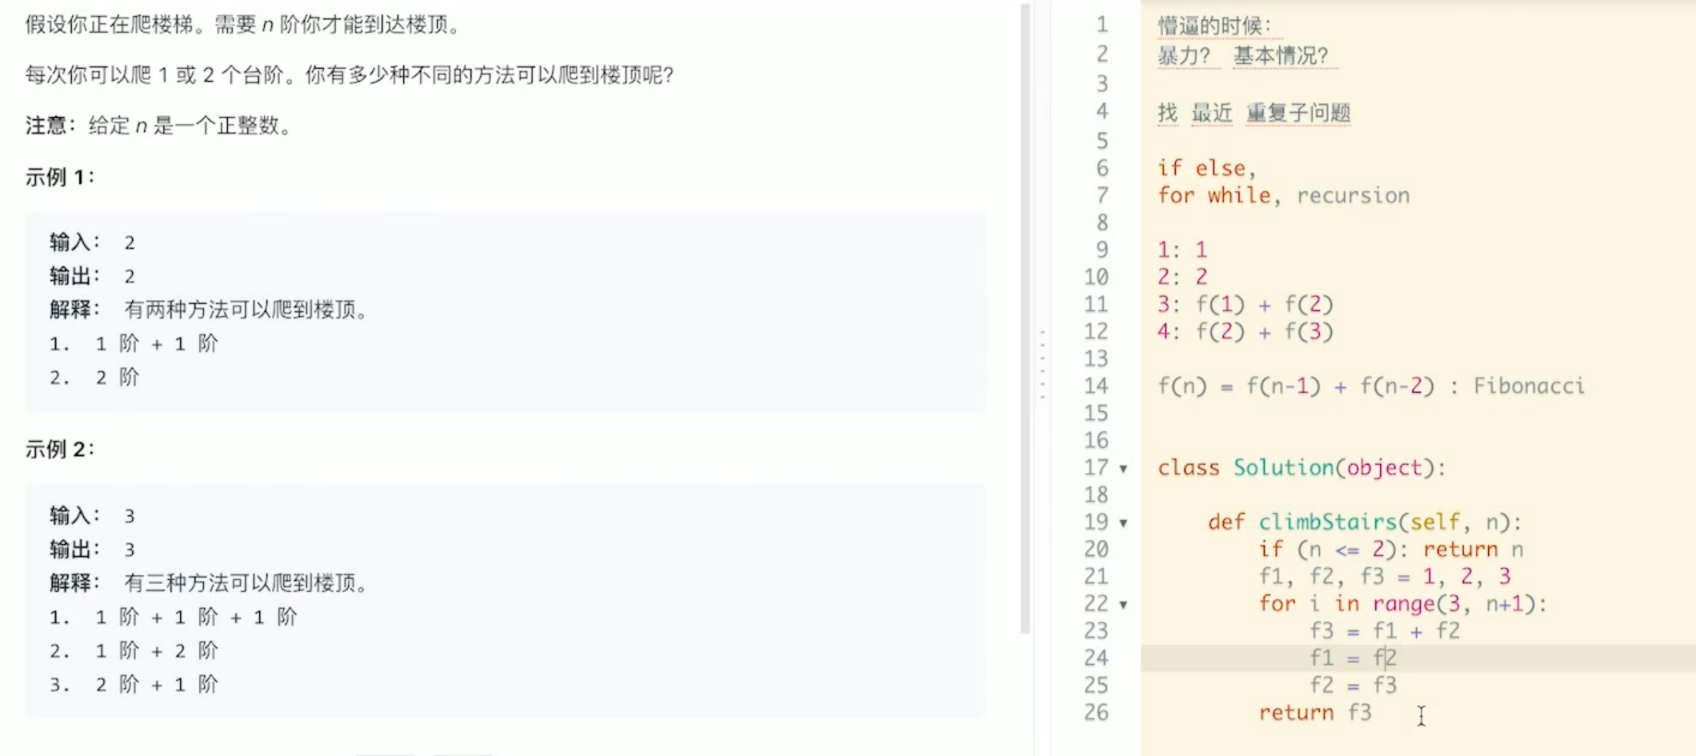 假设你正在爬楼梯。需要 n 阶你才能到达楼顶。
每次你可以爬 1 或 2 个台阶。你有多少种不同的方法可以爬到楼顶呢？
注意：给定 n 是一个正整数。
示例 1：
输入： 2
输出： 2
解释： 有两种方法可以爬到楼顶。
1. 1 阶 + 1 阶
2. 2 阶
示例 2：
输入： 3
输出： 3
解释： 有三种方法可以爬到楼顶。
1. 1 阶 + 1 阶 + 1 阶
2. 1 阶 + 2 阶
3. 2 阶 + 1 阶
1 懵逼的时候：
2 暴力？ 基本情况？
3
4 找 最近 重复子问题
5
6 if else,
7 for while, recursion
8
9 1: 1
10 2: 2
11 3: f(1) + f(2)
12 4: f(2) + f(3)
13
14 f(n) = f(n-1) + f(n-2) : Fibonacci
15
16
17 class Solution(object):
18
19 def climbStairs(self, n):
20 if (n <= 2): return n
21 f1, f2, f3 = 1, 2, 3
22 for i in range(3, n+1):
23 f3 = f1 + f2
24 f1 = f2
25 f2 = f3
26 return f3